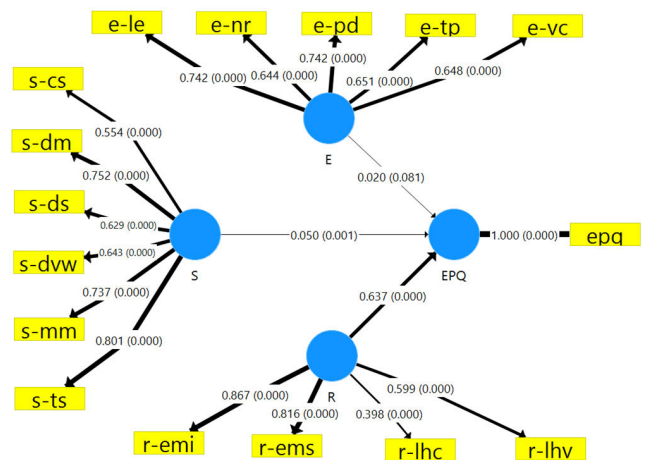 e-le
e-nr
e-pd
e-tp
e-vc
s-cs
0.742 (0.000)
0.644 (0.000)
0.742 (0.000)
0.651 (0.000)
0.648 (0.000)
s-dm
0.554 (0.000)
E
0.752 (0.000)
0.020 (0.081)
s-ds
0.629 (0.000)
s-dvw
0.643 (0.000)
0.050 (0.001)
1.000 (0.000)
epq
S
EPQ
0.737 (0.000)
s-mm
0.637 (0.000)
0.801 (0.000)
s-ts
R
0.867 (0.000)
0.816 (0.000)
0.398 (0.000)
0.599 (0.000)
r-emi
r-ems
r-lhc
r-lhv